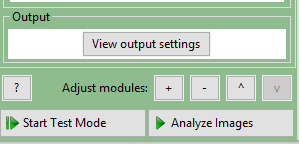 Output
View output settings
? Adjust modules: + - ^ v
Start Test Mode Analyze Images